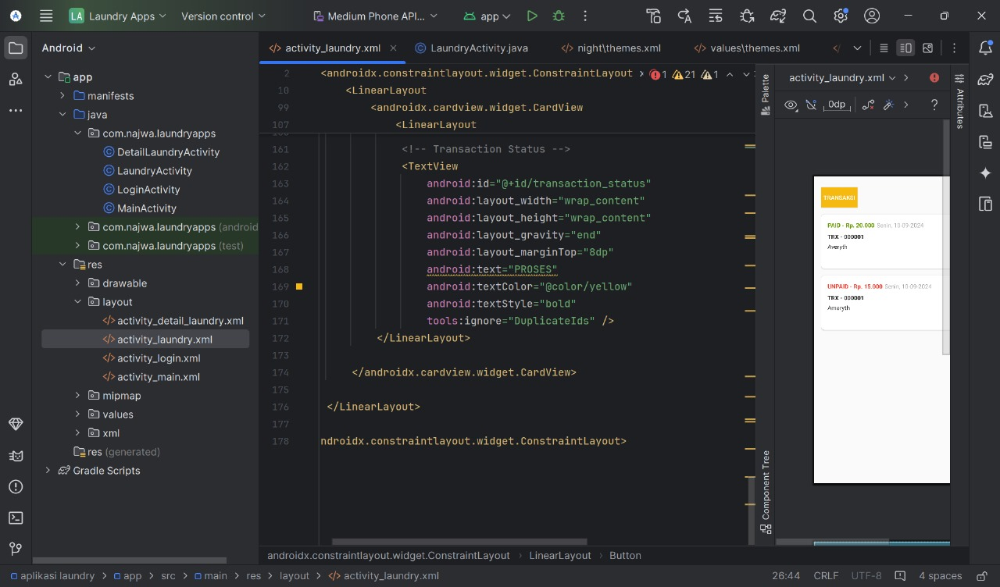 LA Laundry Apps
Version control
Medium Phone API...
app
Android
app
manifests
java
com.najwa.laundryapps
DetailLaundryActivity
LaundryActivity
LoginActivity
MainActivity
com.najwa.laundryapps (android
com.najwa.laundryapps (test)
res
drawable
layout
activity_detail_laundry.xml
activity_laundry.xml
activity_login.xml
activity_main.xml
mipmap
values
xml
res (generated)
Gradle Scripts
activity_laundry.xml
LaundryActivity.java
night\themes.xml
values\themes.xml
2 <androidx.constraintlayout.widget.ConstraintLayout
1 21 1
10 <LinearLayout
99 <androidx.cardview.widget.CardView
107 <LinearLayout
161 <!-- Transaction Status -->
162 <TextView
163 android:id="@+id/transaction_status"
164 android:layout_width="wrap_content"
165 android:layout_height="wrap_content"
166 android:layout_gravity="end"
167 android:layout_marginTop="8dp"
168 android:text="PROSES"
169 android:textColor="@color/yellow"
170 android:textStyle="bold"
171 tools:ignore="DuplicateIds" />
172 </LinearLayout>
173
174 </androidx.cardview.widget.CardView>
175
176 </LinearLayout>
177
178 ndroidx.constraintlayout.widget.ConstraintLayout>
androidx.constraintlayout.widget.ConstraintLayout > LinearLayout > Button
Palette
Component Tree
activity_laundry.xml
0dp
?
Attributes
TRANSAKSI
PAID - Rp. 20.000 Senin, 10-09-2024
TRX - 000001
Averyth
UNPAID - Rp. 15.000 Senin, 10-09-2024
TRX - 000001
Ameryth
aplikasi laundry > app > src > main > res > layout > activity_laundry.xml
26:44 CRLF UTF-8 4 spaces